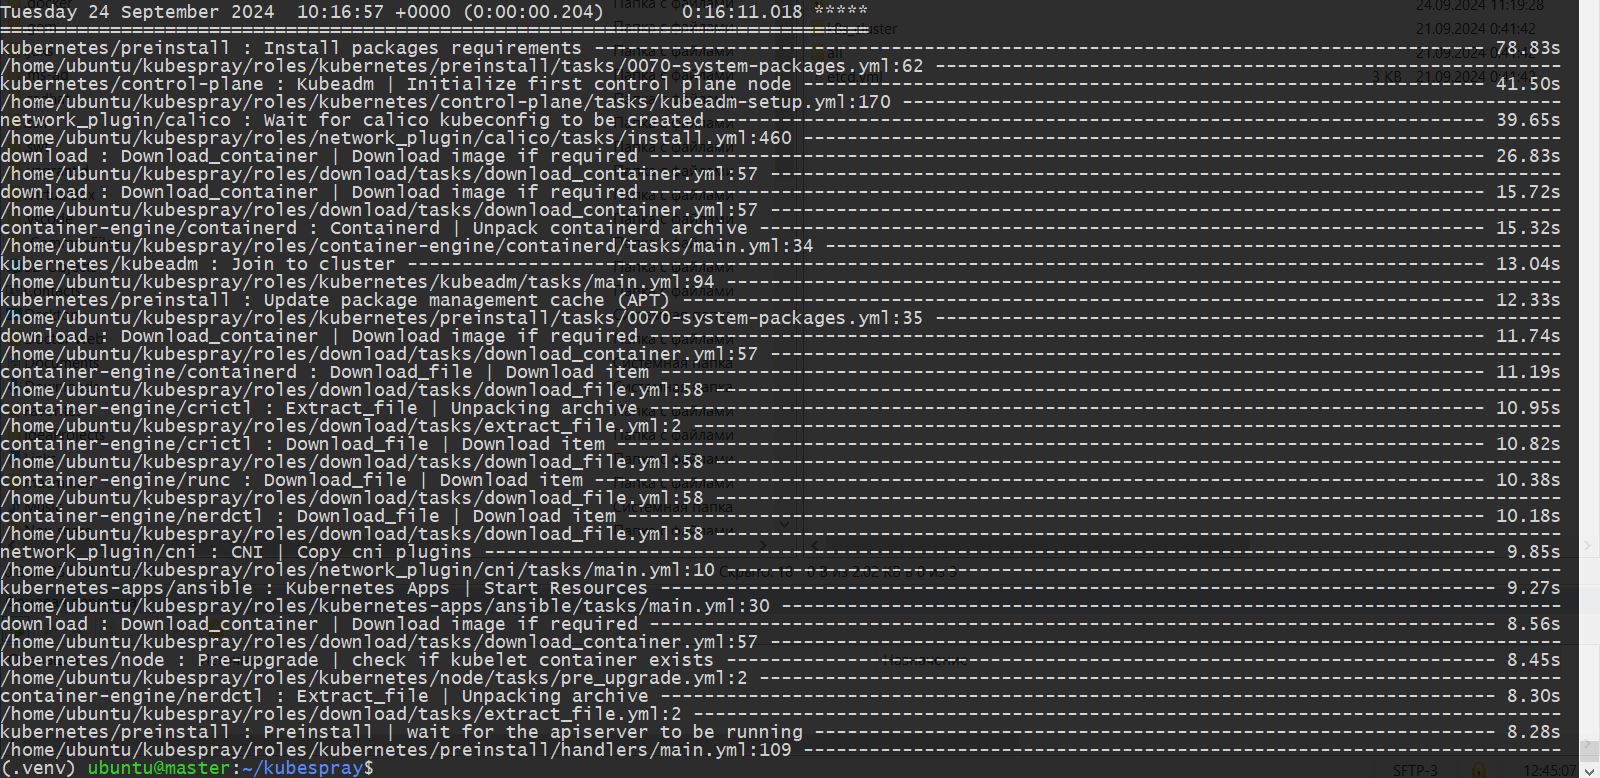 Tuesday 24 September 2024  10:16:57 +0000 (0:00:00.204)       0:16:11.018 *****
===============================================================================
kubernetes/preinstall : Install packages requirements --------------------------------- 78.83s
/home/ubuntu/kubespray/roles/kubernetes/preinstall/tasks/0070-system-packages.yml:62 ---------------------------------
kubernetes/control-plane : Kubeadm | Initialize first control plane node --------------------------------- 41.50s
/home/ubuntu/kubespray/roles/kubernetes/control-plane/tasks/kubeadm-setup.yml:170 ---------------------------------
network_plugin/calico : Wait for calico kubeconfig to be created --------------------------------- 39.65s
/home/ubuntu/kubespray/roles/network_plugin/calico/tasks/install.yml:460 ---------------------------------
download : Download_container | Download image if required --------------------------------- 26.83s
/home/ubuntu/kubespray/roles/download/tasks/download_container.yml:57 ---------------------------------
download : Download_container | Download image if required --------------------------------- 15.72s
/home/ubuntu/kubespray/roles/download/tasks/download_container.yml:57 ---------------------------------
container-engine/containerd : Containerd | Unpack containerd archive --------------------------------- 15.32s
/home/ubuntu/kubespray/roles/container-engine/containerd/tasks/main.yml:34 ---------------------------------
kubernetes/kubeadm : Join to cluster --------------------------------- 13.04s
/home/ubuntu/kubespray/roles/kubernetes/kubeadm/tasks/main.yml:94 ---------------------------------
kubernetes/preinstall : Update package management cache (APT) --------------------------------- 12.33s
/home/ubuntu/kubespray/roles/kubernetes/preinstall/tasks/0070-system-packages.yml:35 ---------------------------------
download : Download_container | Download image if required --------------------------------- 11.74s
/home/ubuntu/kubespray/roles/download/tasks/download_container.yml:57 ---------------------------------
container-engine/containerd : Download_file | Download item --------------------------------- 11.19s
/home/ubuntu/kubespray/roles/download/tasks/download_file.yml:58 ---------------------------------
container-engine/crictl : Extract_file | Unpacking archive --------------------------------- 10.95s
/home/ubuntu/kubespray/roles/download/tasks/extract_file.yml:2 ---------------------------------
container-engine/crictl : Download_file | Download item --------------------------------- 10.82s
/home/ubuntu/kubespray/roles/download/tasks/download_file.yml:58 ---------------------------------
container-engine/runc : Download_file | Download item --------------------------------- 10.38s
/home/ubuntu/kubespray/roles/download/tasks/download_file.yml:58 ---------------------------------
container-engine/nerdctl : Download_file | Download item --------------------------------- 10.18s
/home/ubuntu/kubespray/roles/download/tasks/download_file.yml:58 ---------------------------------
network_plugin/cni : CNI | Copy cni plugins --------------------------------- 9.85s
/home/ubuntu/kubespray/roles/network_plugin/cni/tasks/main.yml:10 ---------------------------------
kubernetes-apps/ansible : Kubernetes Apps | Start Resources --------------------------------- 9.27s
/home/ubuntu/kubespray/roles/kubernetes-apps/ansible/tasks/main.yml:30 ---------------------------------
download : Download_container | Download image if required --------------------------------- 8.56s
/home/ubuntu/kubespray/roles/download/tasks/download_container.yml:57 ---------------------------------
kubernetes/node : Pre-upgrade | check if kubelet container exists --------------------------------- 8.45s
/home/ubuntu/kubespray/roles/kubernetes/node/tasks/pre_upgrade.yml:2 ---------------------------------
container-engine/nerdctl : Extract_file | Unpacking archive --------------------------------- 8.30s
/home/ubuntu/kubespray/roles/download/tasks/extract_file.yml:2 ---------------------------------
kubernetes/preinstall : Preinstall | wait for the apiserver to be running --------------------------------- 8.28s
/home/ubuntu/kubespray/roles/kubernetes/preinstall/handlers/main.yml:109 ---------------------------------
(.venv) ubuntu@master:~/kubespray$
SFTP-3 12:45:07